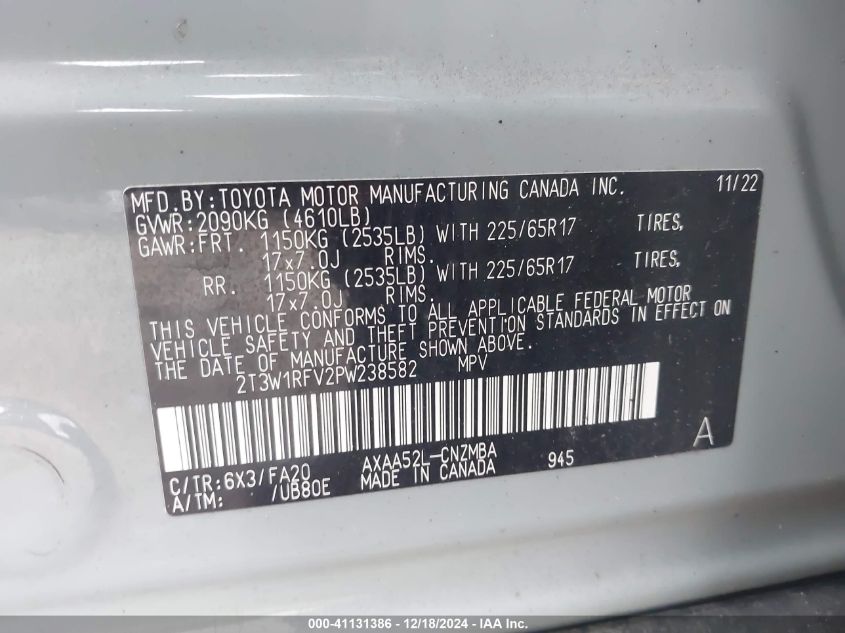 MFD.BY:TOYOTA MOTOR MANUFACTURING CANADA INC. 11/22
GVWR:2090KG (4610LB)
GAWR:FRT. 1150KG (2535LB) WITH 225/65R17 TIRES,
17x7.0J RIMS.
RR. 1150KG (2535LB) WITH 225/65R17 TIRES,
17x7.0J RIMS.
THIS VEHICLE CONFORMS TO ALL APPLICABLE FEDERAL MOTOR
VEHICLE SAFETY AND THEFT PREVENTION STANDARDS IN EFFECT ON
THE DATE OF MANUFACTURE SHOWN ABOVE.
2T3W1RFV2PW238582 MPV
A
C/TR:6X3/FA20 AXAA52L-CNZMBA 945
A/TM: /UB80E MADE IN CANADA
000-41131386 - 12/18/2024 - IAA Inc.